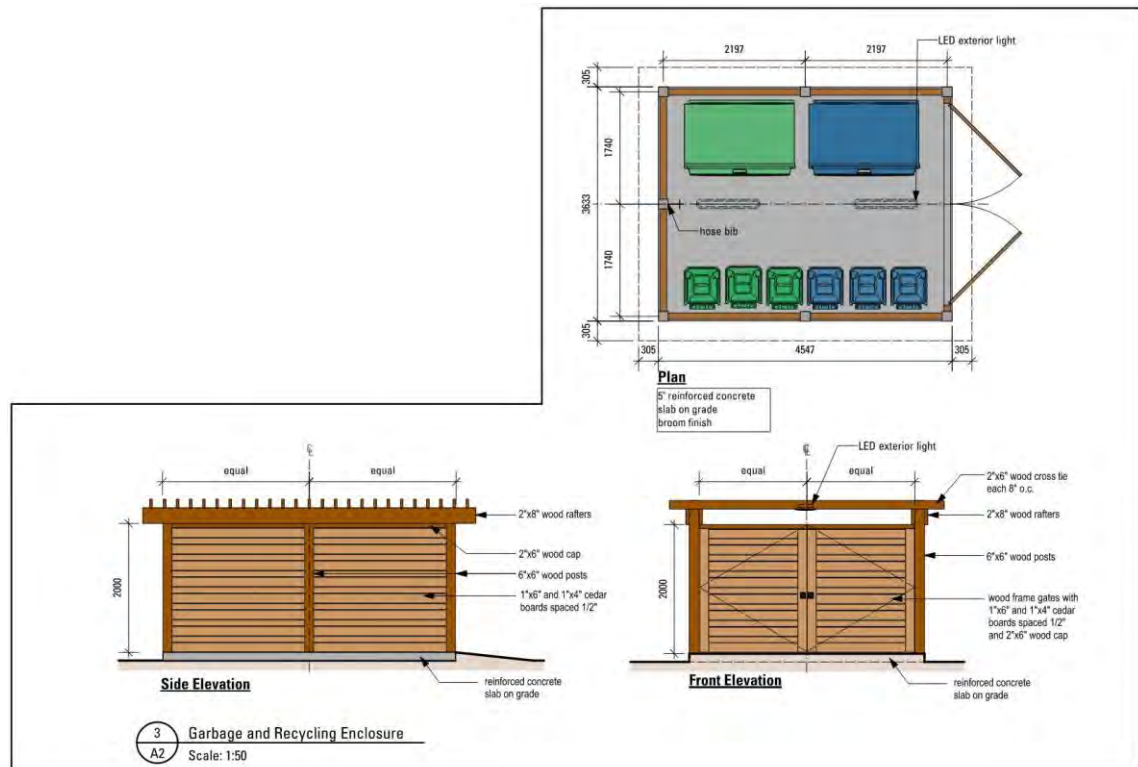 2197
2197
LED exterior light
305
1740
3633
1740
305
hose bib
305
4547
305
Plan
5" reinforced concrete
slab on grade
broom finish
℄
equal
equal
2"x8" wood rafters
2"x6" wood cap
6"x6" wood posts
1"x6" and 1"x4" cedar
boards spaced 1/2"
2000
reinforced concrete
slab on grade
Side Elevation
℄
LED exterior light
equal
equal
2"x6" wood cross tie
each 8" o.c.
2"x8" wood rafters
6"x6" wood posts
2000
wood frame gates with
1"x6" and 1"x4" cedar
boards spaced 1/2"
and 2"x6" wood cap
reinforced concrete
slab on grade
Front Elevation
3
A2
Garbage and Recycling Enclosure
Scale: 1:50